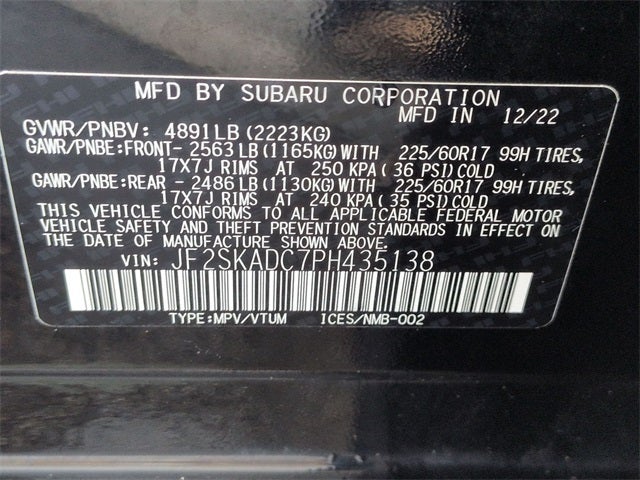 MFD BY SUBARU CORPORATION
MFD IN 12/22
GVWR/PNBV: 4891LB(2223KG)
GAWR/PNBE:FRONT- 2563LB(1165KG)WITH 225/60R17 99H TIRES,
17X7J RIMS AT 250 KPA( 36 PSI)COLD
GAWR/PNBE:REAR - 2486LB(1130KG)WITH 225/60R17 99H TIRES,
17X7J RIMS AT 240 KPA( 35 PSI)COLD
THIS VEHICLE CONFORMS TO ALL APPLICABLE FEDERAL MOTOR
VEHICLE SAFETY AND THEFT PREVENTION STANDARDS IN EFFECT ON
THE DATE OF MANUFACTURE SHOWN ABOVE.
VIN: JF2SKADC7PH435138
TYPE:MPV/VTUM ICES/NMB-002